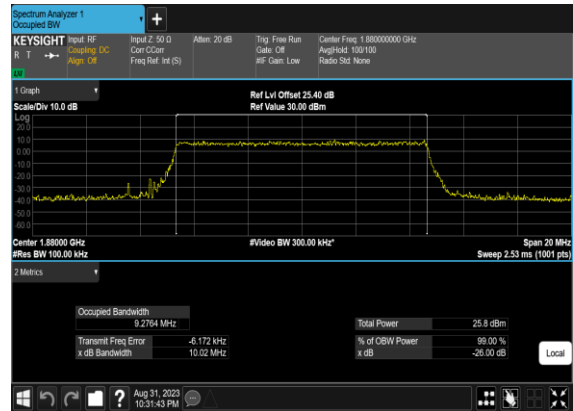 Spectrum Analyzer 1
Occupied BW
+
KEYSIGHT Input: RF Input Z: 50 Ω Atten: 20 dB Trig: Free Run Center Freq: 1.880000000 GHz
R T Coupling: DC Corr CCorr Gate: Off Avg|Hold: 100/100
Align: Off Freq Ref: Int (S) #IF Gain: Low Radio Std: None
LU
1 Graph Ref Lvl Offset 25.40 dB
Scale/Div 10.0 dB Ref Value 30.00 dBm
Log
20.0
10.0
0.00
-10.0
-20.0
-30.0
-40.0
-50.0
-60.0
Center 1.88000 GHz #Video BW 300.00 kHz* Span 20 MHz
#Res BW 100.00 kHz Sweep 2.53 ms (1001 pts)
2 Metrics
Occupied Bandwidth
9.2764 MHz Total Power 25.8 dBm
Transmit Freq Error -6.172 kHz % of OBW Power 99.00 %
x dB Bandwidth 10.02 MHz x dB -26.00 dB
Local
? Aug 31, 2023
10:31:43 PM